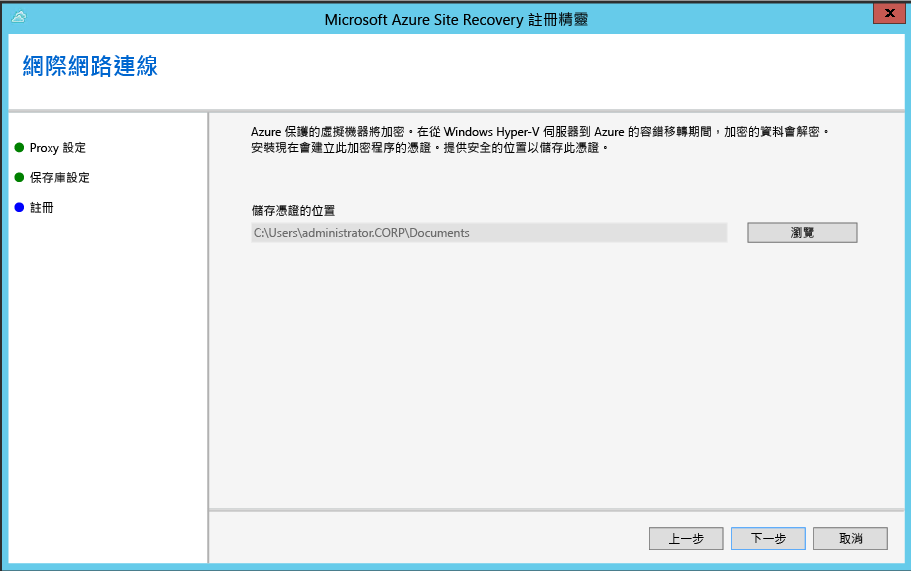 Microsoft Azure Site Recovery 註冊精靈
網際網路連線
Proxy 設定
保存庫設定
註冊
Azure 保護的虛擬機器將加密。在從 Windows Hyper-V 伺服器到 Azure 的容錯移轉期間，加密的資料會解密。
安裝現在會建立此加密程序的憑證。提供安全的位置以儲存此憑證。
儲存憑證的位置
C:\Users\administrator.CORP\Documents
瀏覽
上一步
下一步
取消